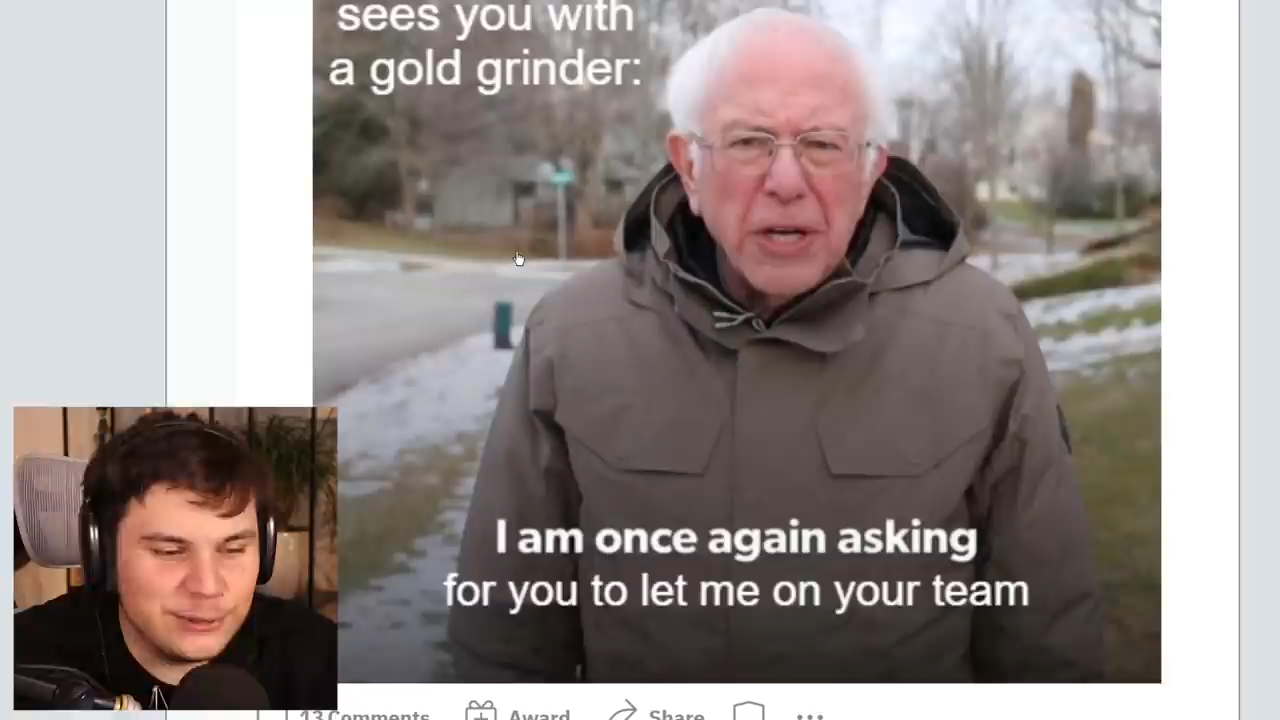 sees you with
a gold grinder:
I am once again asking
for you to let me on your team
13 Comments
Award
Share